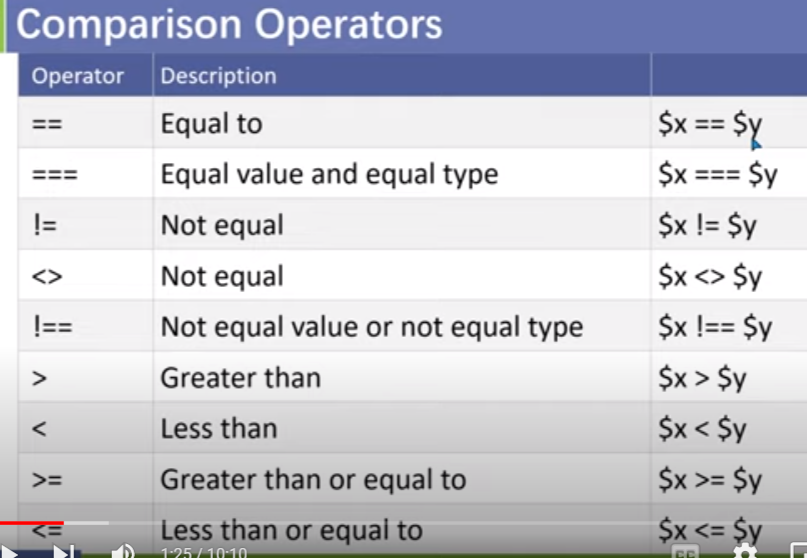 Comparison Operators
Operator Description
== Equal to $x == $y
=== Equal value and equal type $x === $y
!= Not equal $x != $y
<> Not equal $x <> $y
!== Not equal value or not equal type $x !== $y
> Greater than $x > $y
< Less than $x < $y
>= Greater than or equal to $x >= $y
<= Less than or equal to $x <= $y
1:25 / 10:10
CC